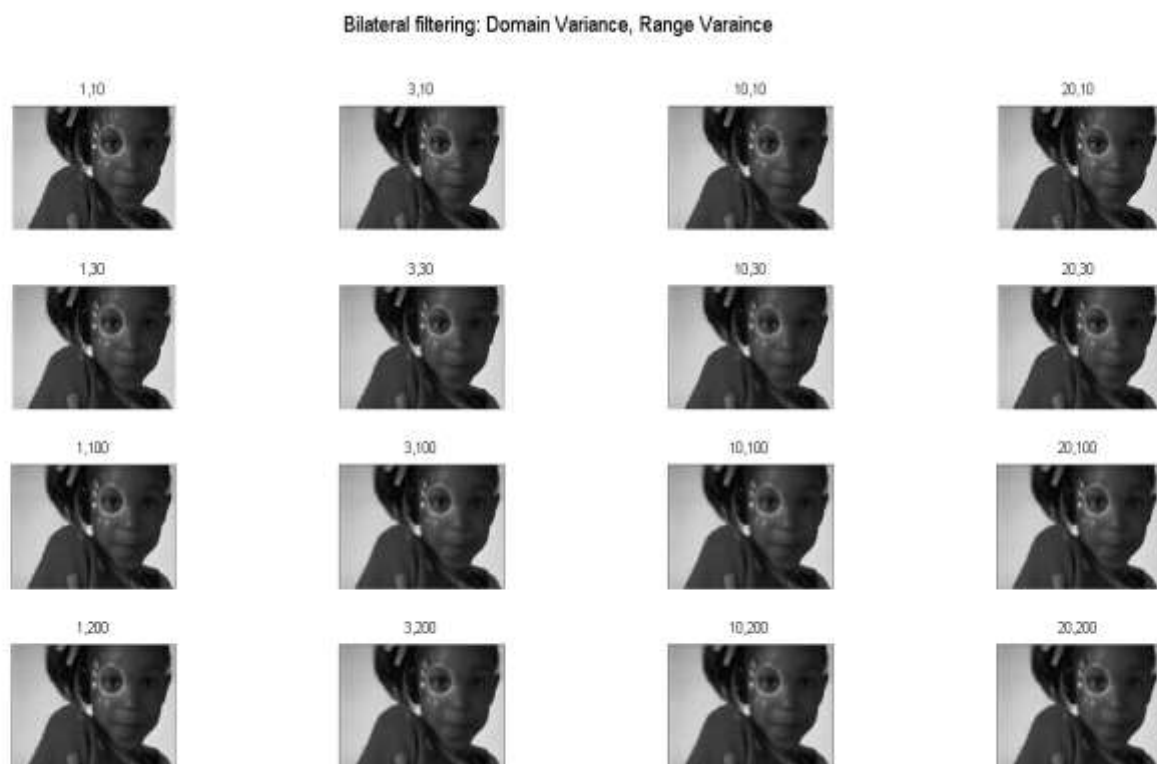 Bilateral filtering: Domain Variance, Range Varaince
1,10 3,10 10,10 20,10
1,30 3,30 10,30 20,30
1,100 3,100 10,100 20,100
1,200 3,200 10,200 20,200